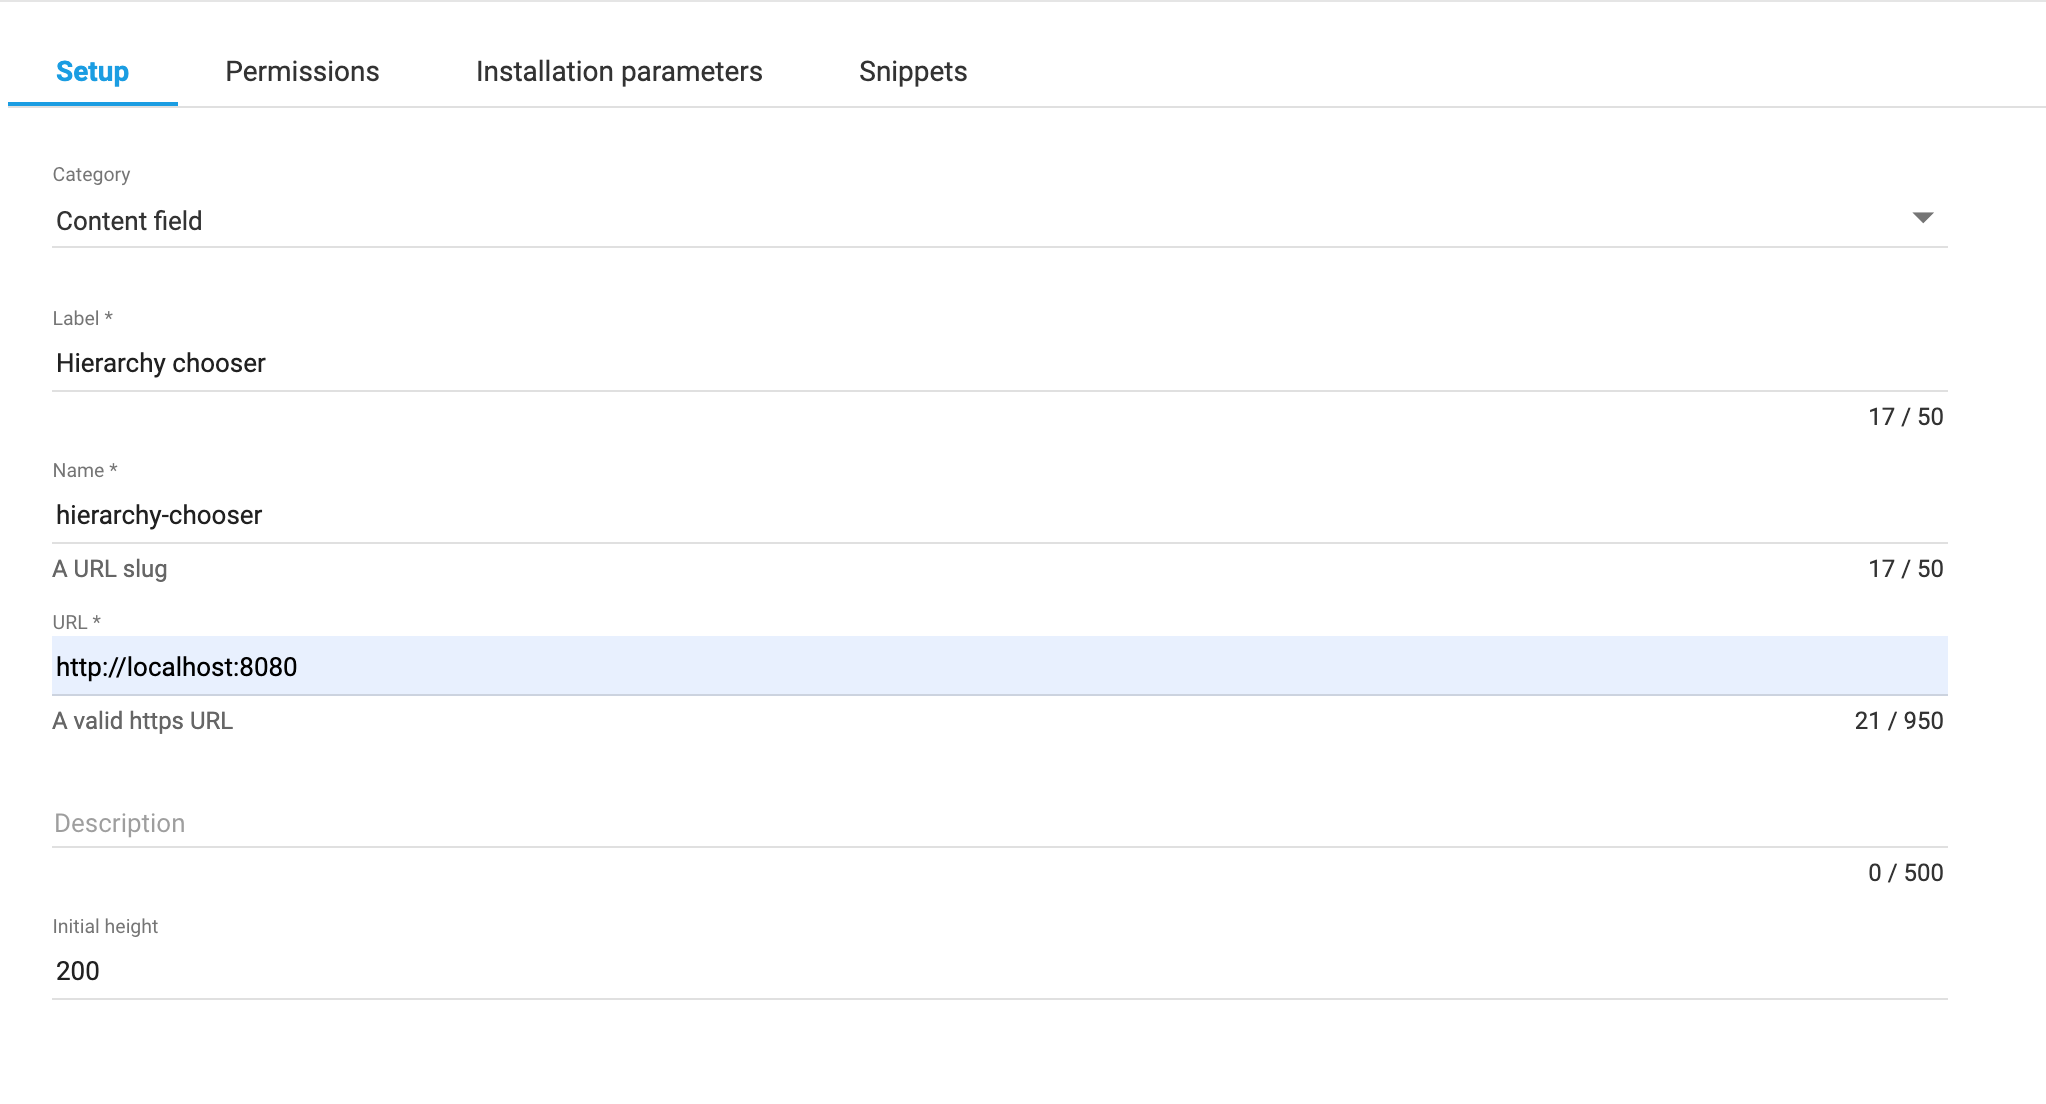 Setup Permissions Installation parameters Snippets
Category
Content field
Label *
Hierarchy chooser
17 / 50
Name *
hierarchy-chooser
A URL slug 17 / 50
URL *
http://localhost:8080
A valid https URL 21 / 950
Description
0 / 500
Initial height
200